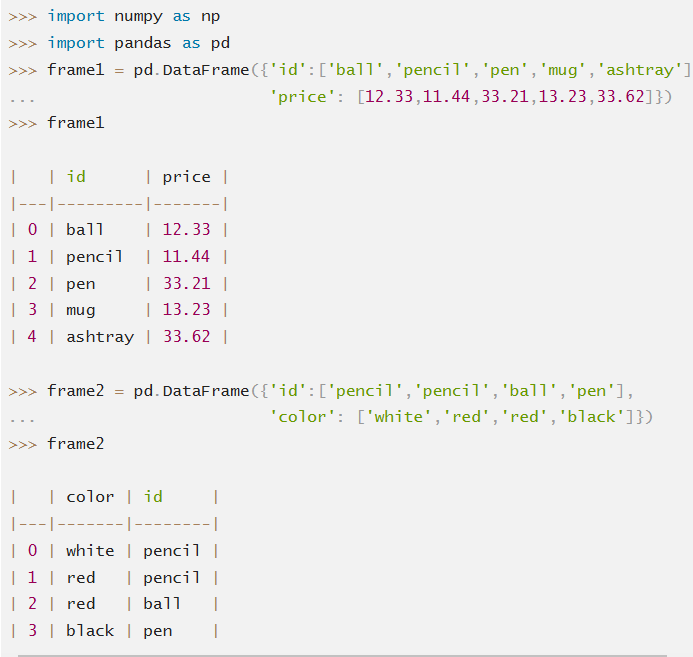 >>> import numpy as np
>>> import pandas as pd
>>> frame1 = pd.DataFrame({'id':['ball','pencil','pen','mug','ashtray']
...                        'price': [12.33,11.44,33.21,13.23,33.62]})
>>> frame1
|   | id      | price |
|---|---------|-------|
| 0 | ball    | 12.33 |
| 1 | pencil  | 11.44 |
| 2 | pen     | 33.21 |
| 3 | mug     | 13.23 |
| 4 | ashtray | 33.62 |
>>> frame2 = pd.DataFrame({'id':['pencil','pencil','ball','pen'],
...                        'color': ['white','red','red','black']})
>>> frame2
|   | color | id     |
|---|-------|--------|
| 0 | white | pencil |
| 1 | red   | pencil |
| 2 | red   | ball   |
| 3 | black | pen    |